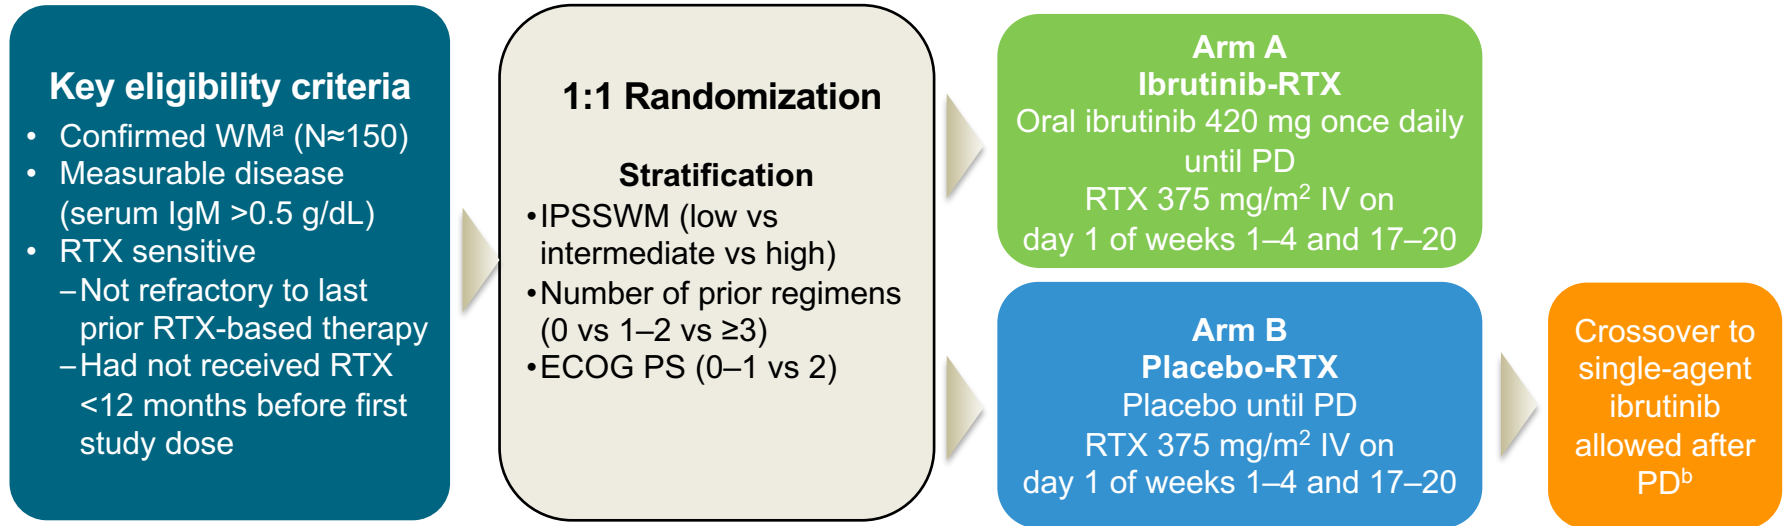 Key eligibility criteria
• Confirmed WMᵃ (N≈150)
• Measurable disease
(serum IgM >0.5 g/dL)
• RTX sensitive
–Not refractory to last
prior RTX-based therapy
–Had not received RTX
<12 months before first
study dose
1:1 Randomization
Stratification
•IPSSWM (low vs
intermediate vs high)
•Number of prior regimens
(0 vs 1–2 vs ≥3)
•ECOG PS (0–1 vs 2)
Arm A
Ibrutinib-RTX
Oral ibrutinib 420 mg once daily
until PD
RTX 375 mg/m² IV on
day 1 of weeks 1–4 and 17–20
Arm B
Placebo-RTX
Placebo until PD
RTX 375 mg/m² IV on
day 1 of weeks 1–4 and 17–20
Crossover to
single-agent
ibrutinib
allowed after
PDᵇ